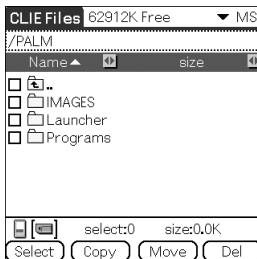 CLIE Files 62912K Free ▼ MS
/PALM
Name▲ size
..
IMAGES
Launcher
Programs
select:0 size:0.0K
Select Copy Move Del